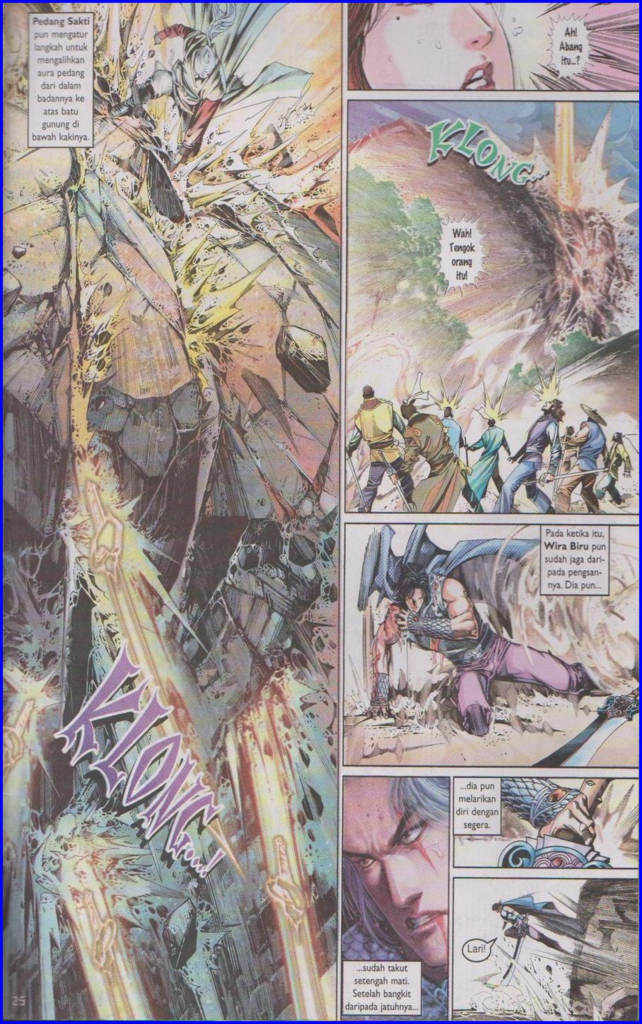 Pedang Sakti
pun mengatur
langkah untuk
mengalihkan
aura pedang
dari dalam
badannya ke
atas batu
gunung di
bawah kakinya.
KLONG...!
25
Ah!
Abang
itu...?
KLONG...
Wah!
Tengok
orang
itu!
Pada ketika itu,
Wira Biru pun
sudah jaga dari-
pada pengsan-
nya. Dia pun...
...sudah takut
setengah mati.
Setelah bangkit
daripada jatuhnya...
...dia pun
melarikan
diri dengan
segera.
Lari!